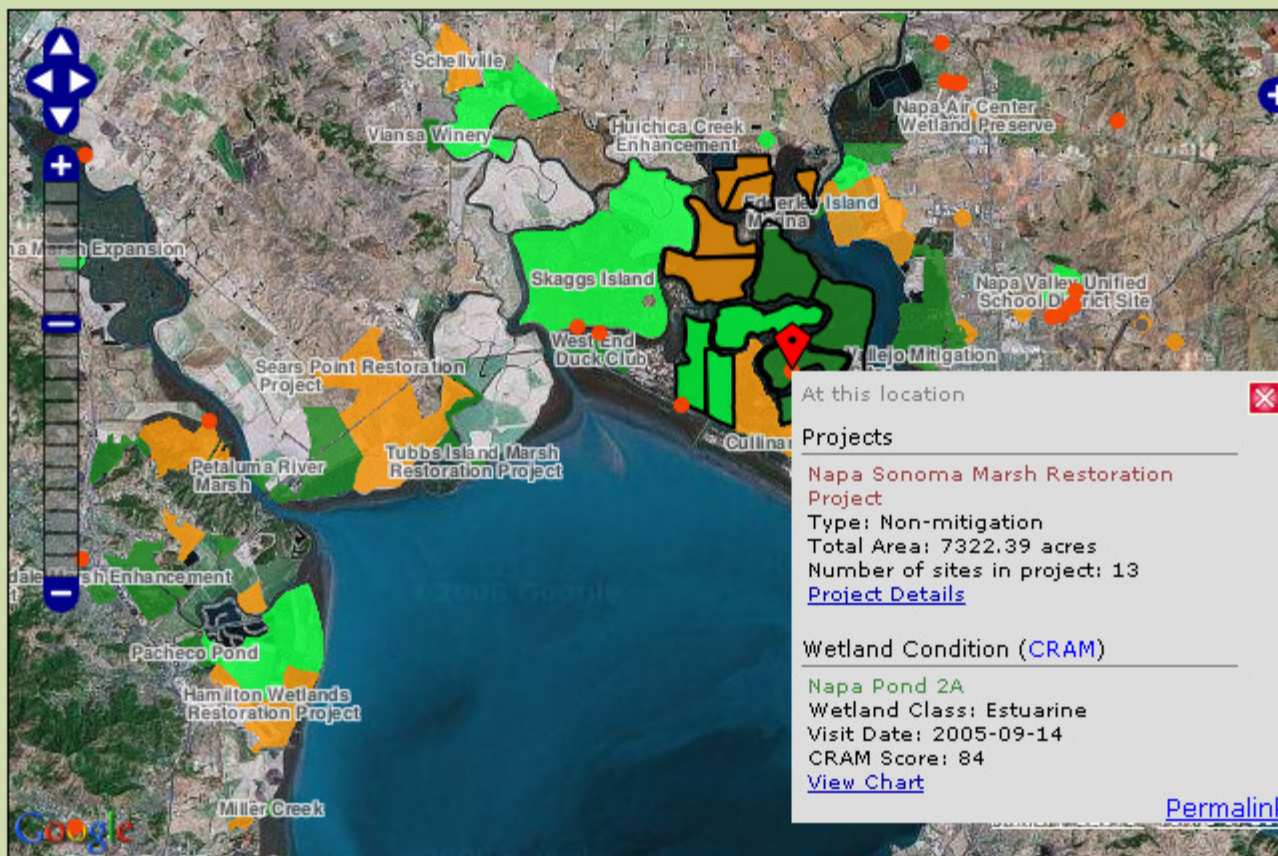 Schellville
Viansa Winery
Huichica Creek
Enhancement
Napa Air Center
Wetland Preserve
Island
Marina
ma Marsh Expansion
Skaggs Island
Napa Valley Unified
School District Site
West End
Duck Club
Vallejo Mitigation
Sears Point Restoration
Project
Tubbs Island Marsh
Restoration Project
Petaluma River
Marsh
Cullinan
dale Marsh Enhancement
t
Pacheco Pond
Hamilton Wetlands
Restoration Project
Miller Creek
Google
At this location
Projects
Napa Sonoma Marsh Restoration
Project
Type: Non-mitigation
Total Area: 7322.39 acres
Number of sites in project: 13
Project Details
Wetland Condition (CRAM)
Napa Pond 2A
Wetland Class: Estuarine
Visit Date: 2005-09-14
CRAM Score: 84
View Chart
Permalink